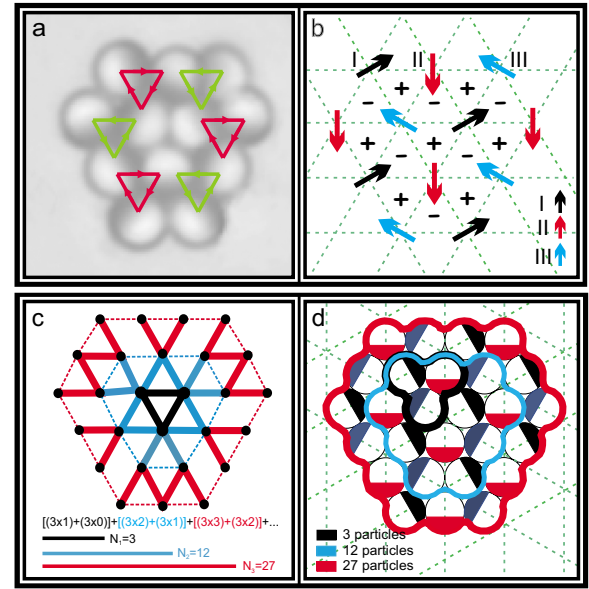 a
b
I II III
+ +
− − −
+ + +
− −
+ +
−
I
II
III
c
[(3x1)+(3x0)]+[(3x2)+(3x1)]+[(3x3)+(3x2)]+...
N₁=3
N₂=12
N₃=27
d
3 particles
12 particles
27 particles